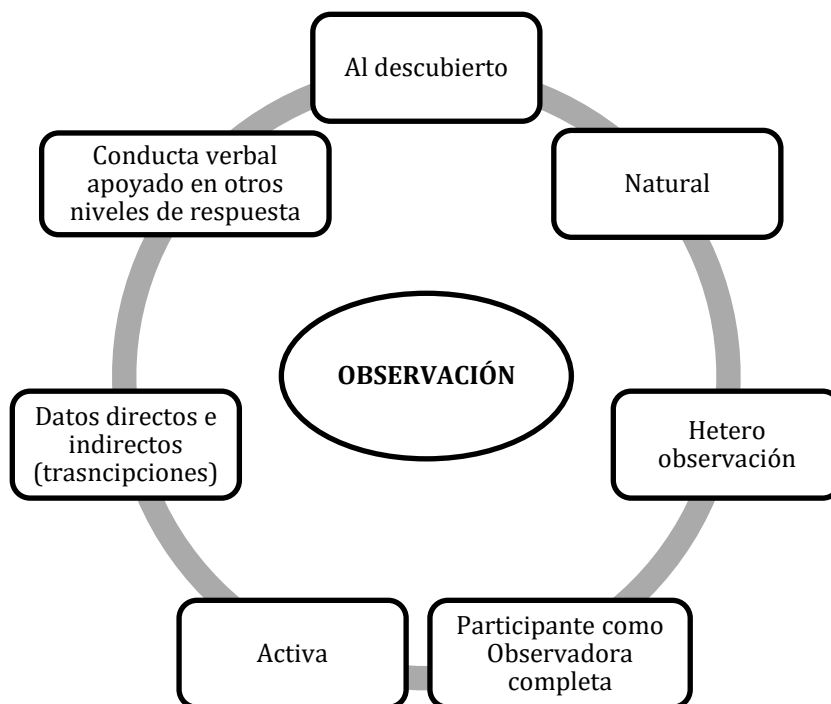 Al descubierto
Natural
Hetero
observación
Participante como
Observadora
completa
Activa
Datos directos e
indirectos
(trasncipciones)
Conducta verbal
apoyado en otros
niveles de respuesta
OBSERVACIÓN